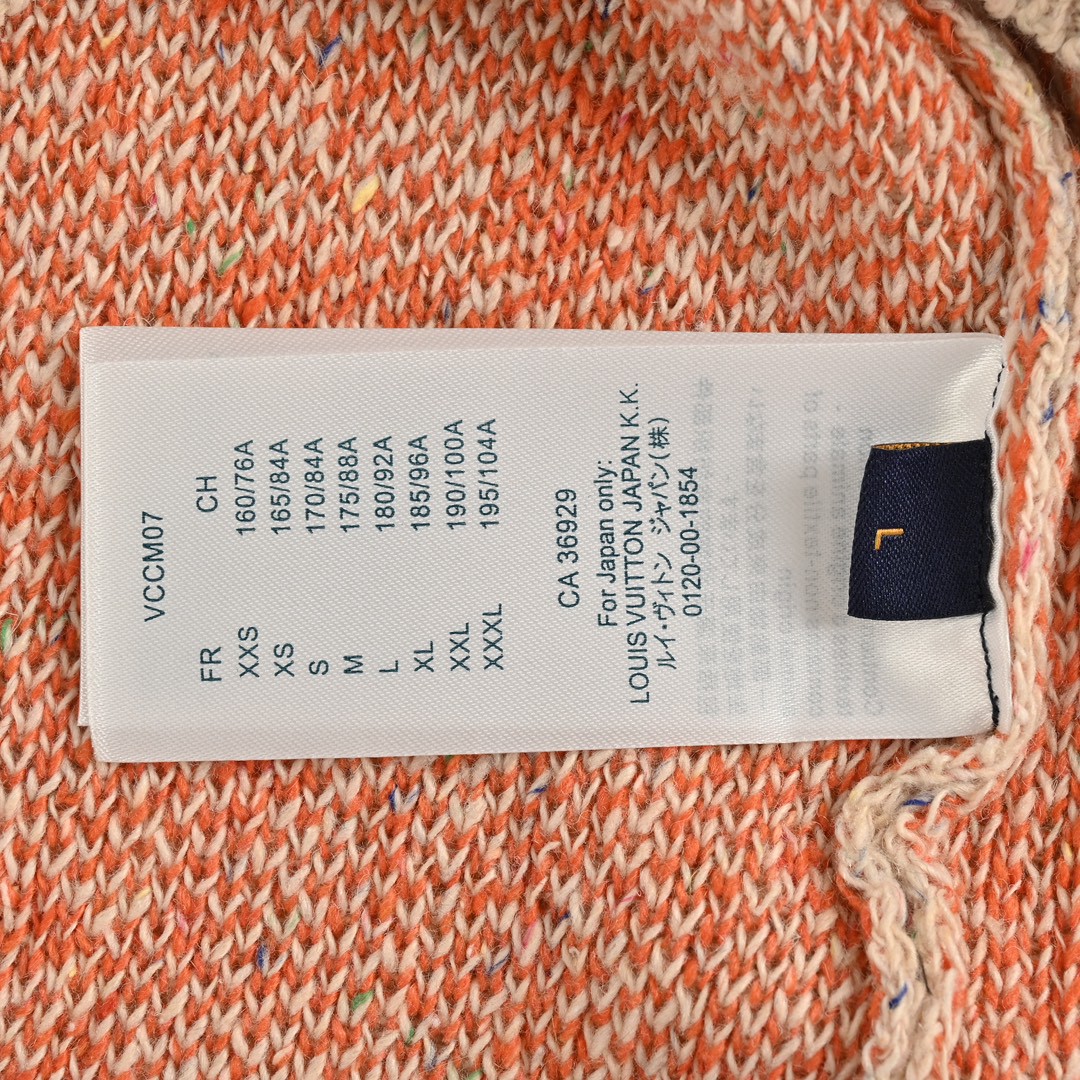 VCCM07
FR CH
XXS 160/76A
XS 165/84A
S 170/84A
M 175/88A
L 180/92A
XL 185/96A
XXL 190/100A
XXXL 195/104A
CA 36929
For Japan only:
LOUIS VUITTON JAPAN K.K.
ルイ・ヴィトン ジャパン(株)
0120-00-1854
L